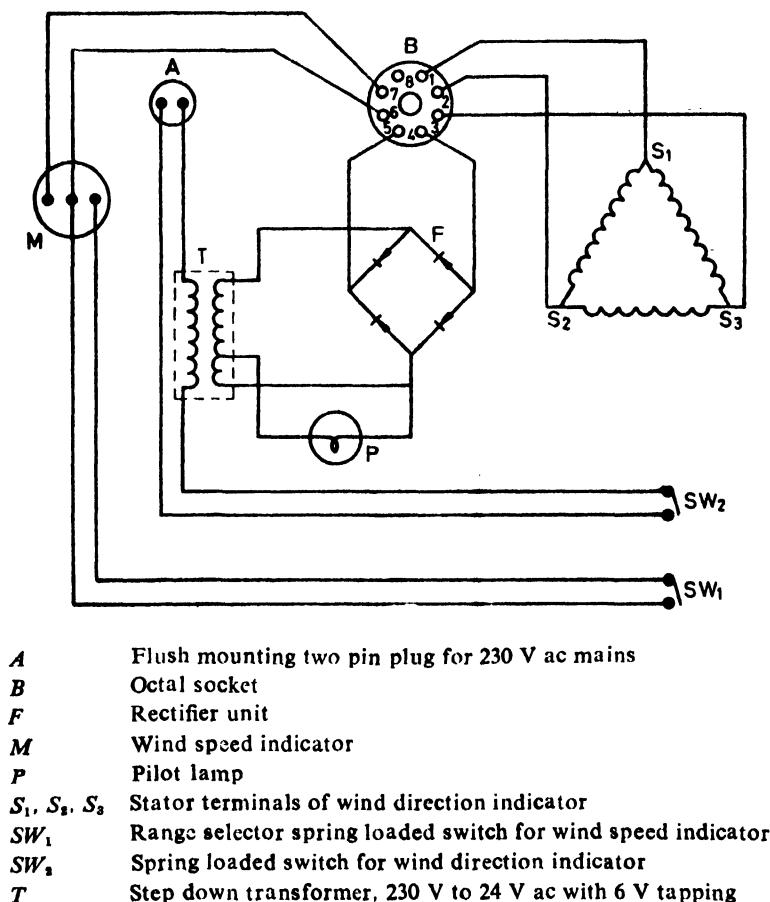 B
A
8 1
7 2
6 3
5 4
S₁
M
T
F
S₂ S₃
P
SW₂
SW₁
A Flush mounting two pin plug for 230 V ac mains
B Octal socket
F Rectifier unit
M Wind speed indicator
P Pilot lamp
S₁, S₂, S₃ Stator terminals of wind direction indicator
SW₁ Range selector spring loaded switch for wind speed indicator
SW₂ Spring loaded switch for wind direction indicator
T Step down transformer, 230 V to 24 V ac with 6 V tapping